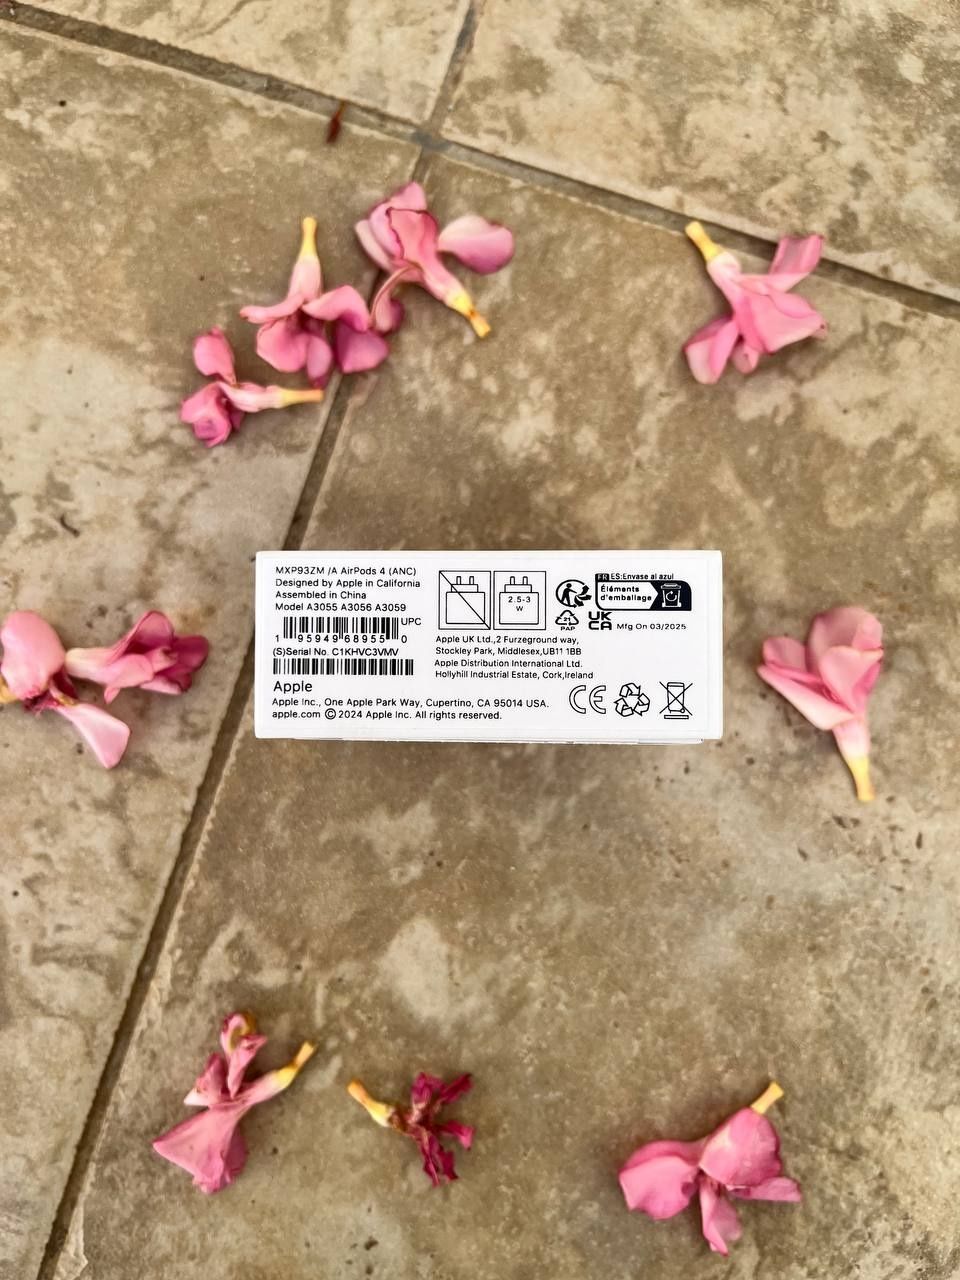 MXP93ZM /A AirPods 4 (ANC)
Designed by Apple in California
Assembled in China
Model A3055 A3056 A3059
UPC
1 95949 68955 0
(S)Serial No. C1KHVC3VMV
Apple
Apple Inc., One Apple Park Way, Cupertino, CA 95014 USA.
apple.com © 2024 Apple Inc. All rights reserved.
2.5-3
W
FR ES:Envase al azul
Éléments
d'emballage
21
PAP
UK
CA
Mfg On 03/2025
Apple UK Ltd.,2 Furzeground way,
Stockley Park, Middlesex,UB11 1BB
Apple Distribution International Ltd.
Hollyhill Industrial Estate, Cork,Ireland
CE